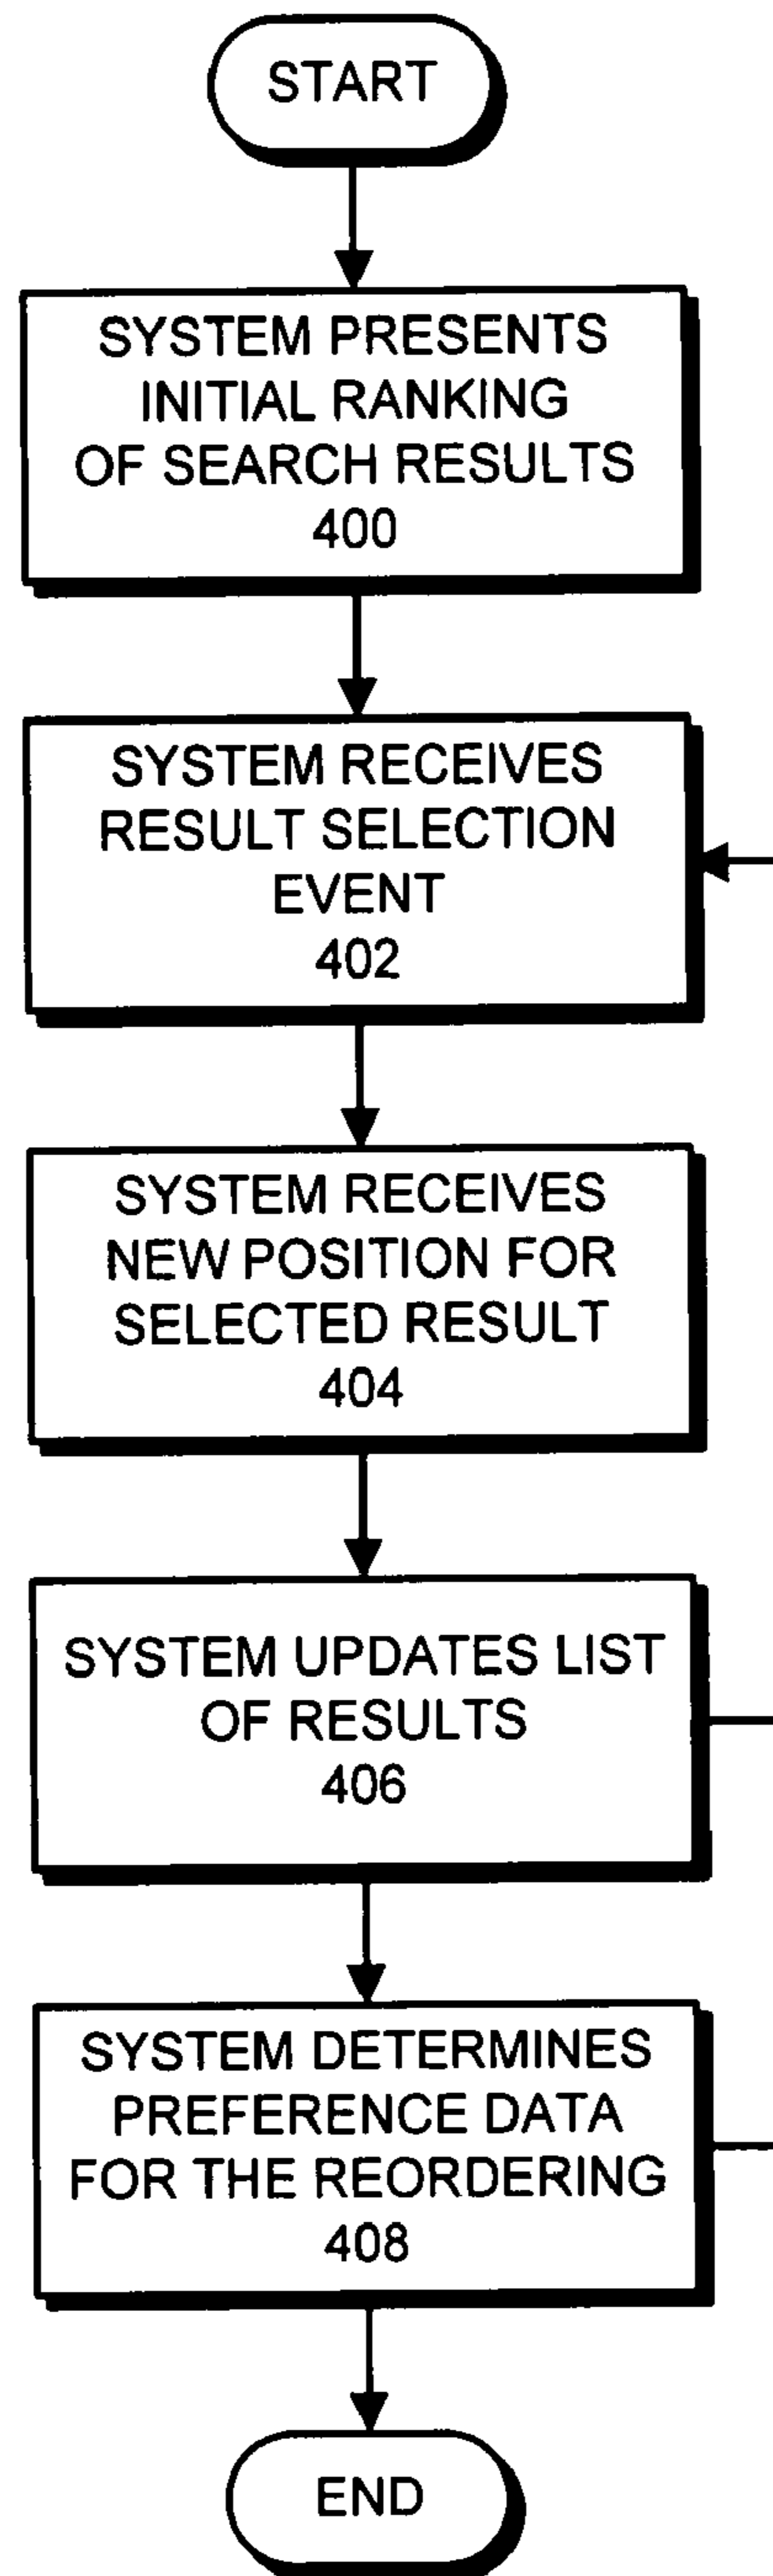 START
SYSTEM PRESENTS
INITIAL RANKING
OF SEARCH RESULTS
400
SYSTEM RECEIVES
RESULT SELECTION
EVENT
402
SYSTEM RECEIVES
NEW POSITION FOR
SELECTED RESULT
404
SYSTEM UPDATES LIST
OF RESULTS
406
SYSTEM DETERMINES
PREFERENCE DATA
FOR THE REORDERING
408
END